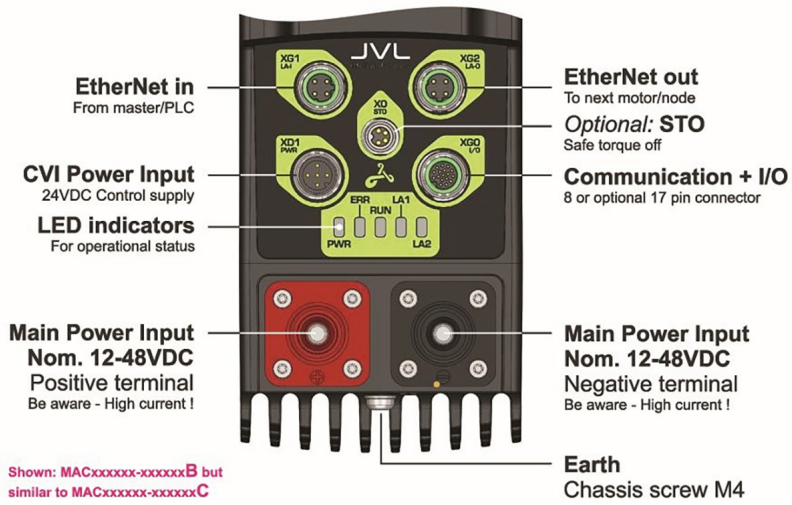 JVL
XG1
LA-I
XG2
LA-O
XD
STO
XD1
PWR
XG0
I/O
ERR
LA1
RUN
PWR
LA2
EtherNet in
From master/PLC
CVI Power Input
24VDC Control supply
LED indicators
For operational status
Main Power Input
Nom. 12-48VDC
Positive terminal
Be aware - High current !
EtherNet out
To next motor/node
Optional: STO
Safe torque off
Communication + I/O
8 or optional 17 pin connector
Main Power Input
Nom. 12-48VDC
Negative terminal
Be aware - High current !
Earth
Chassis screw M4
Shown: MACxxxxxx-xxxxxxB but
similar to MACxxxxxx-xxxxxxC